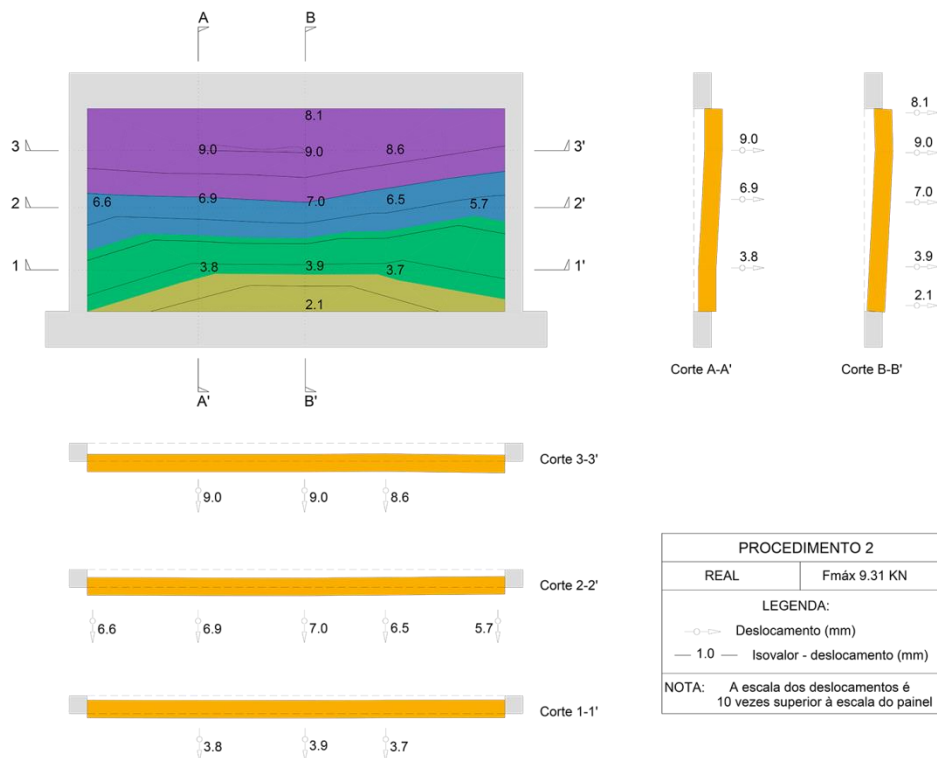 A B
8.1
3 9.0 9.0 8.6 3'
2 6.6 6.9 7.0 6.5 5.7 2'
1 3.8 3.9 3.7 1'
2.1
A' B'
9.0
6.9
3.8
Corte A-A'
8.1
9.0
7.0
3.9
2.1
Corte B-B'
Corte 3-3'
9.0 9.0 8.6
Corte 2-2'
6.6 6.9 7.0 6.5 5.7
Corte 1-1'
3.8 3.9 3.7
PROCEDIMENTO 2
REAL Fmáx 9.31 KN
LEGENDA:
Deslocamento (mm)
1.0 Isovalor - deslocamento (mm)
NOTA: A escala dos deslocamentos é
10 vezes superior à escala do painel